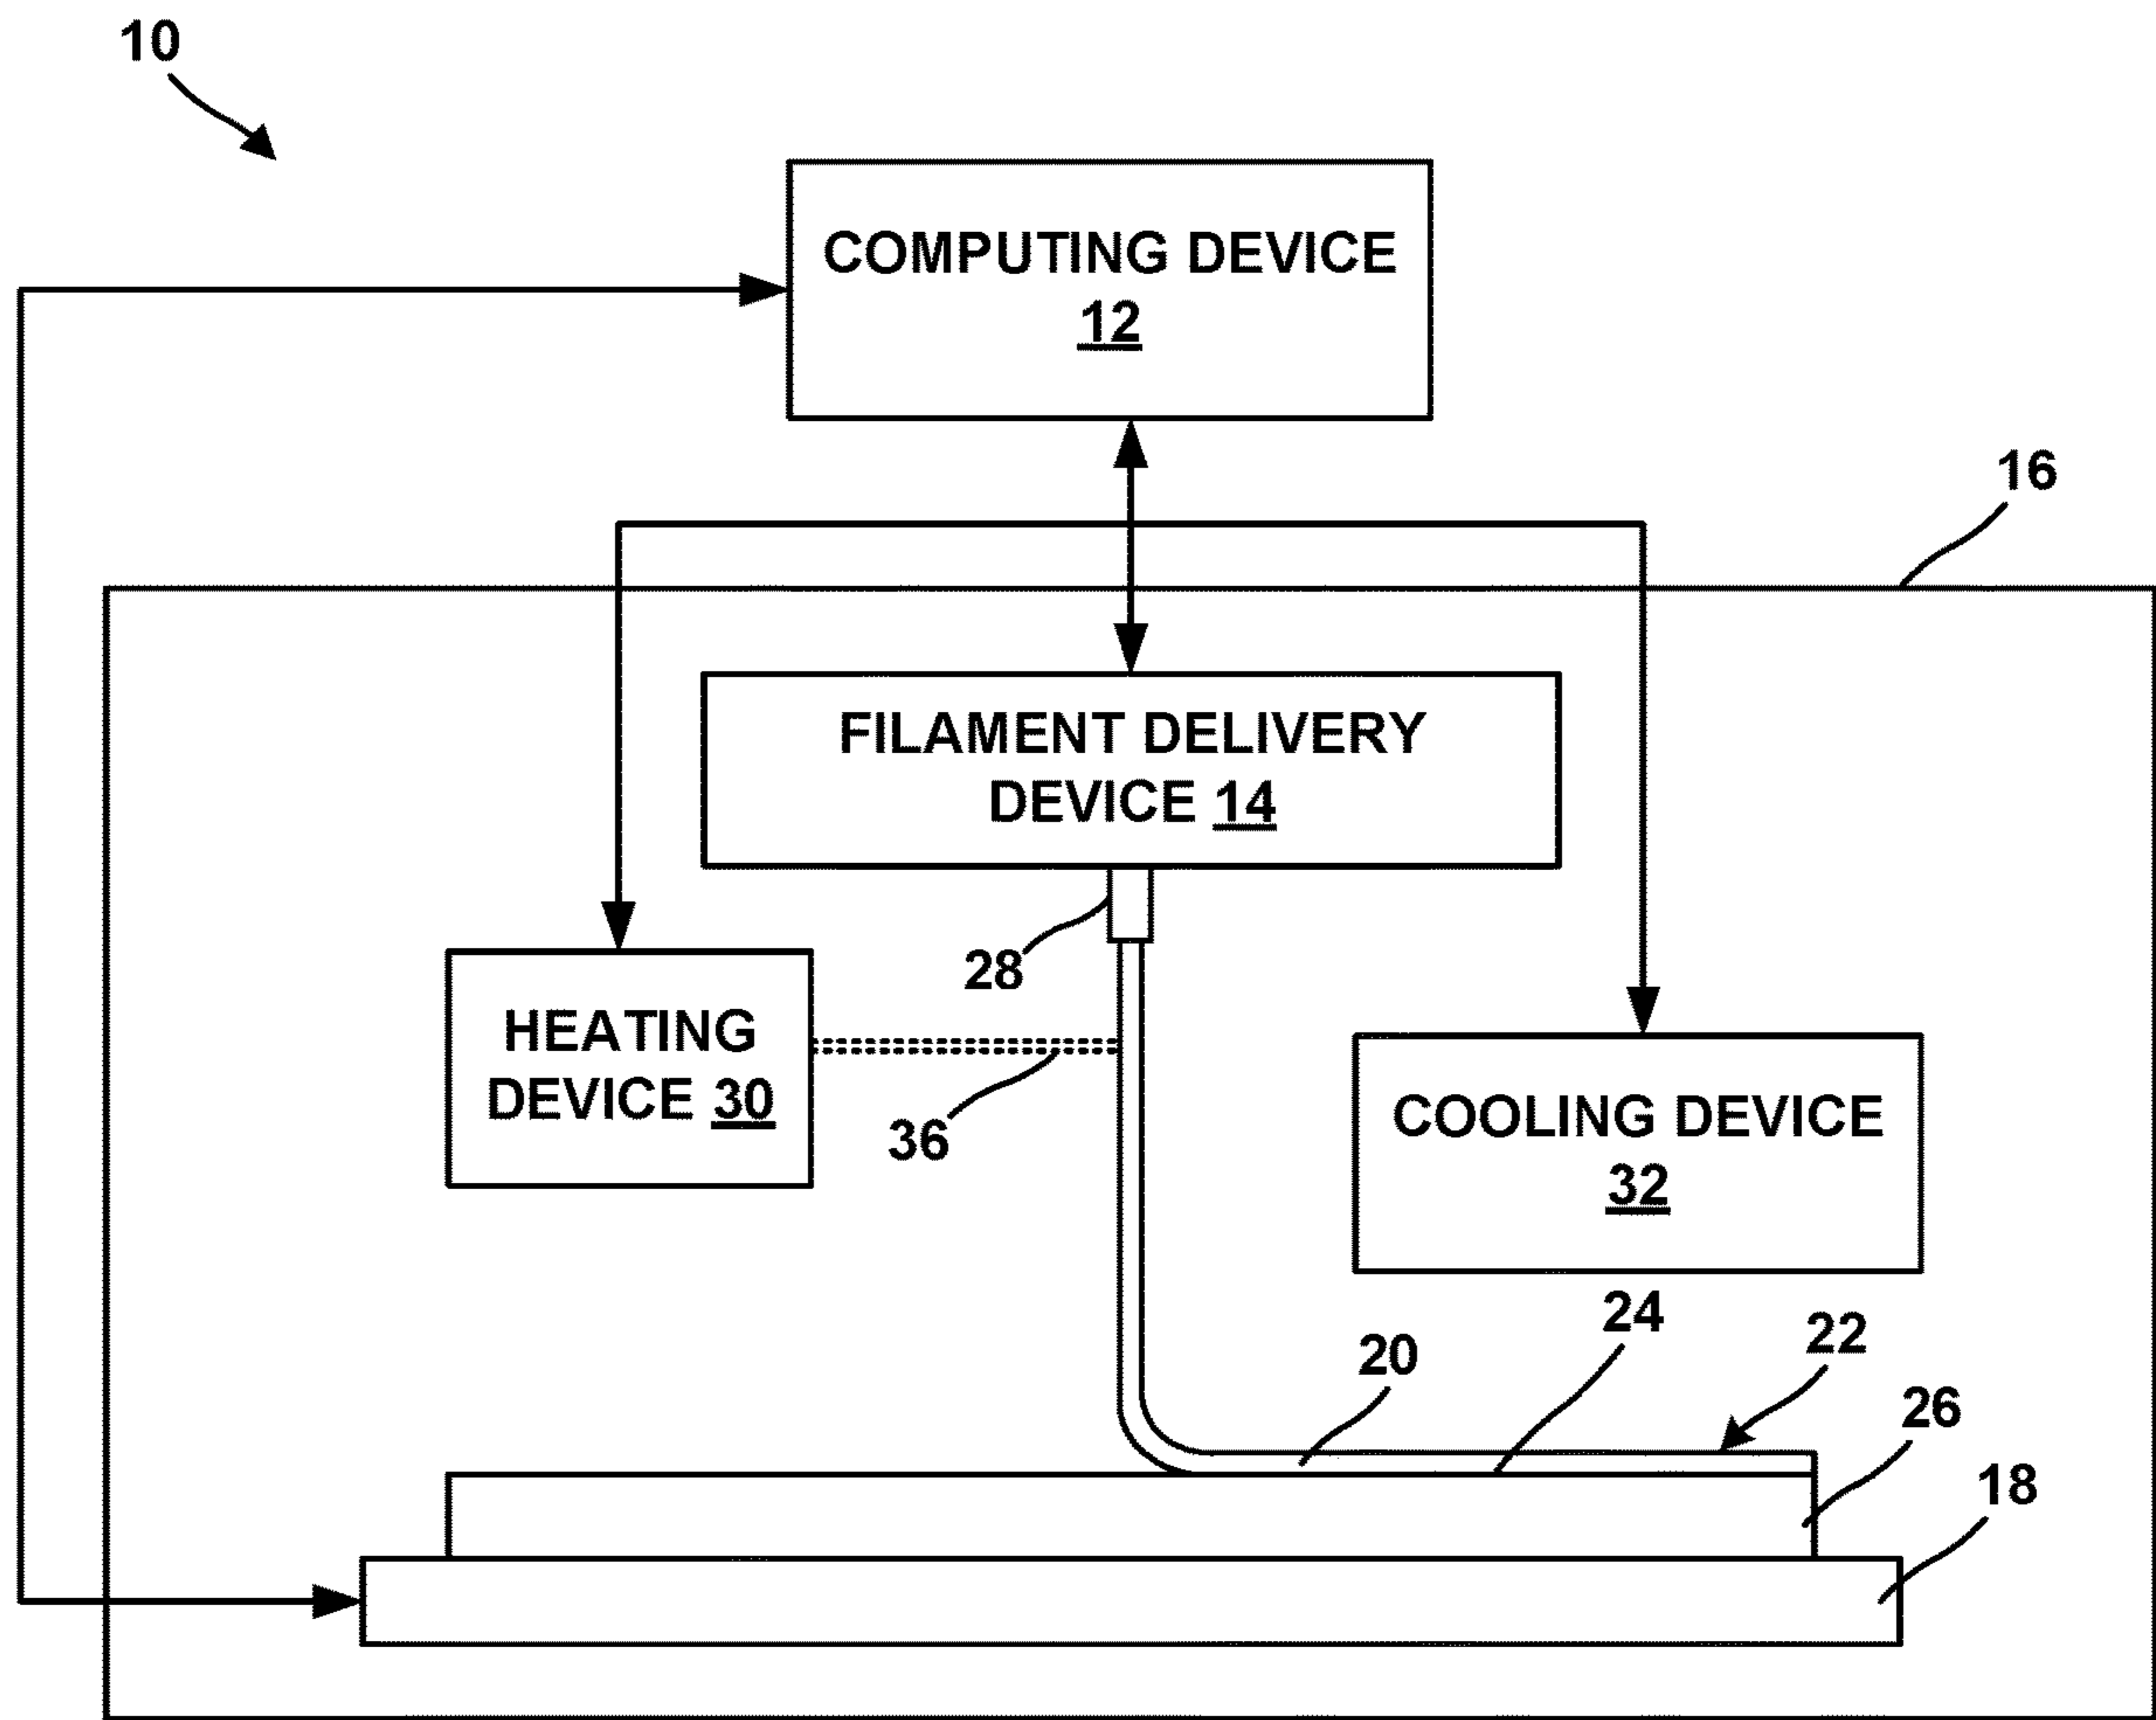 10
COMPUTING DEVICE
12
16
FILAMENT DELIVERY
DEVICE 14
28
HEATING
DEVICE 30
36
COOLING DEVICE
32
24
22
20
26
18